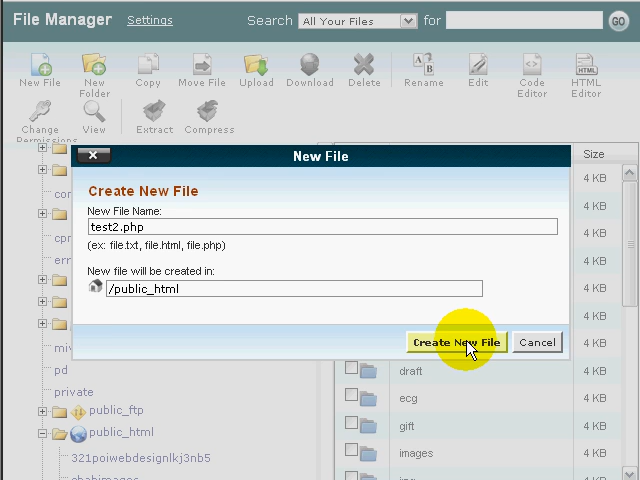 File Manager Settings Search All Your Files for GO
New File New Folder Copy Move File Upload Download Delete Rename Edit Code Editor HTML Editor
Change Permissions View Extract Compress
New File
Size
Create New File
4 KB
New File Name:
4 KB
test2.php
4 KB
(ex: file.txt, file.html, file.php)
4 KB
New file will be created in:
4 KB
/public_html
4 KB
4 KB
Create New File Cancel
pd
draft 4 KB
private
public_ftp
ecg 4 KB
public_html
gift 4 KB
321poiwebdesignlkj3nb5
images 4 KB